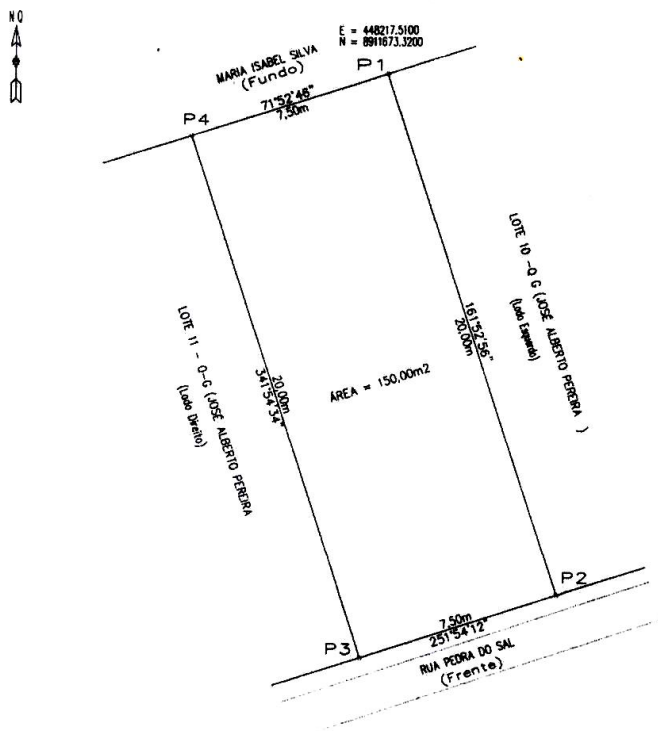 NQ
E = 448217.5100
N = 8911673.3200
MARIA ISABEL SILVA
(Fundo)
P1
71°52'46"
7,50m
P4
LOTE 10 -Q G (JOSÉ ALBERTO PEREIRA )
(Lado Esquerdo)
161°52'56"
20,00m
LOTE 11 - Q-G (JOSÉ ALBERTO PEREIRA
(Lado Direito)
20,00m
341°54'34"
ÁREA = 150,00m2
P2
7,50m
251°54'12"
P3
RUA PEDRA DO SAL
(Frente)